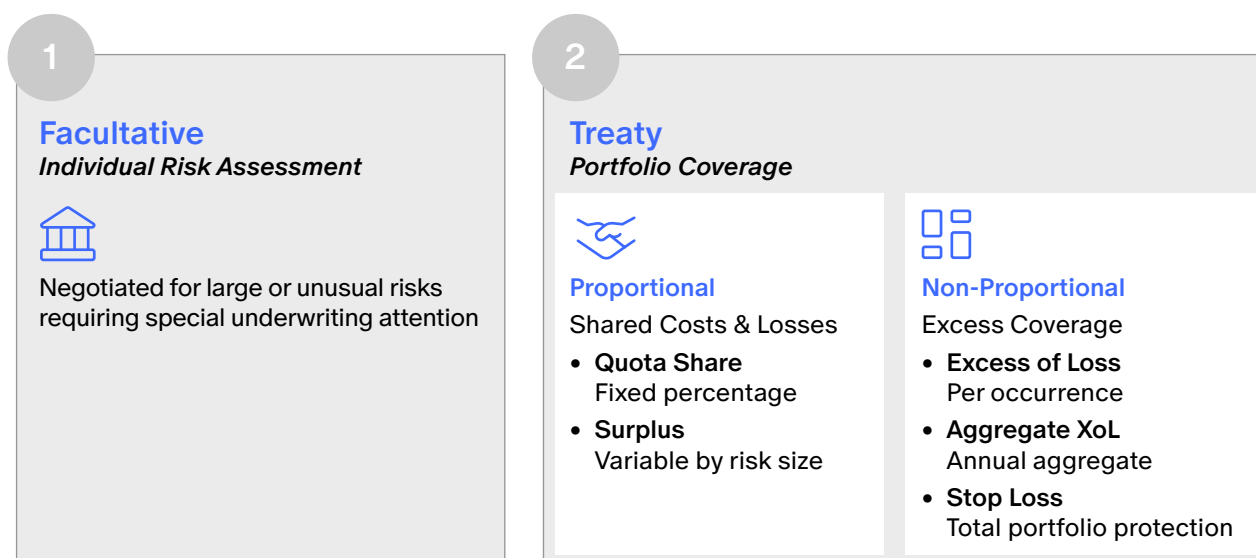 1
Facultative
Individual Risk Assessment
Negotiated for large or unusual risks
requiring special underwriting attention
2
Treaty
Portfolio Coverage
Proportional
Shared Costs & Losses
• Quota Share
Fixed percentage
• Surplus
Variable by risk size
Non-Proportional
Excess Coverage
• Excess of Loss
Per occurrence
• Aggregate XoL
Annual aggregate
• Stop Loss
Total portfolio protection